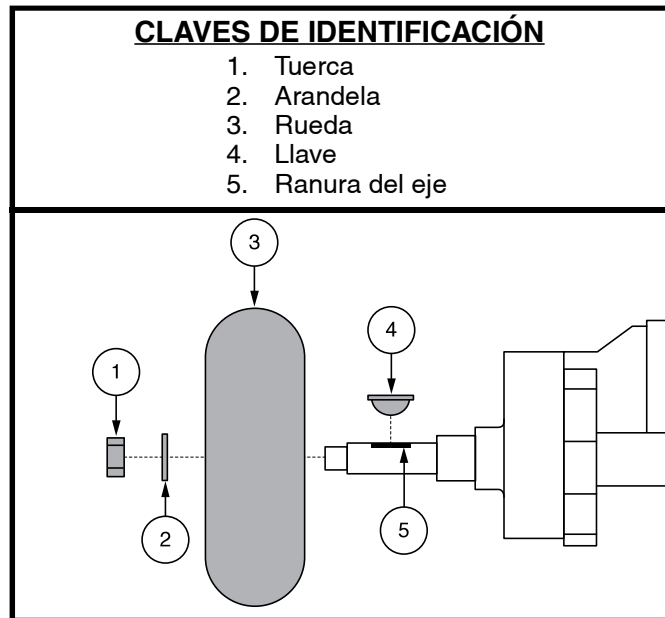 CLAVES DE IDENTIFICACIÓN
1. Tuerca
2. Arandela
3. Rueda
4. Llave
5. Ranura del eje
3
4
1
2
5